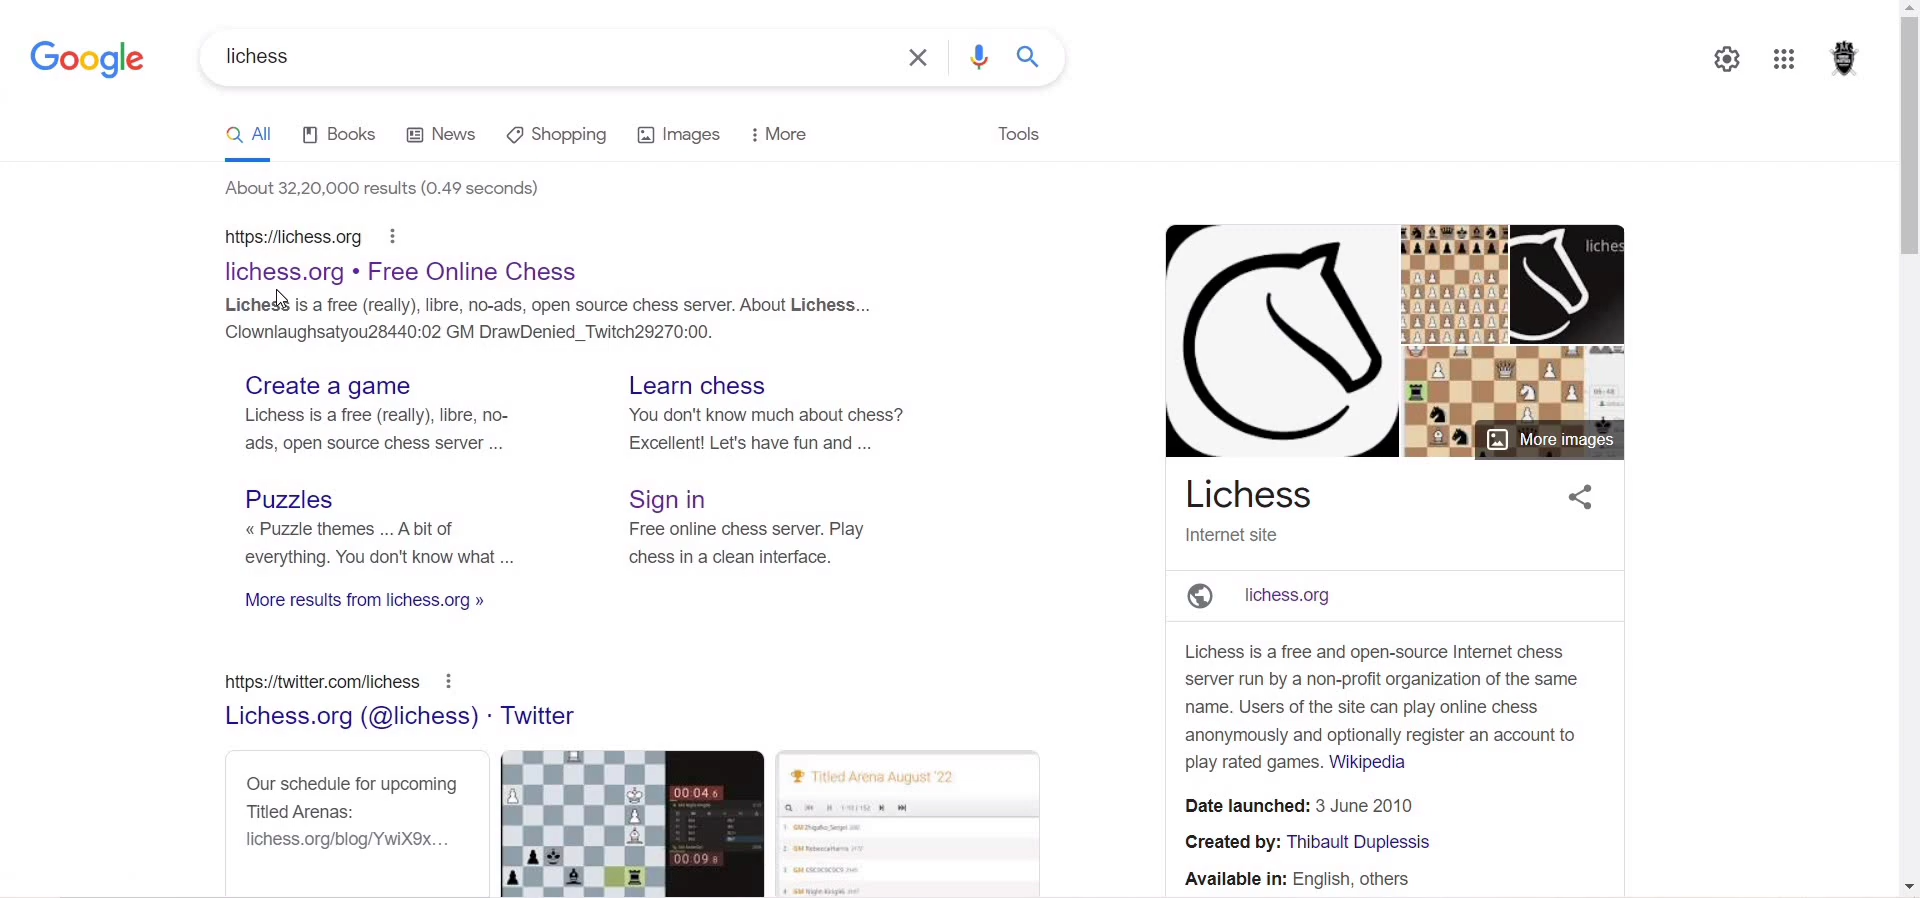 Google
lichess
All
Books
News
Shopping
Images
More
Tools
About 32,20,000 results (0.49 seconds)
https://lichess.org
lichess.org • Free Online Chess
Lichess is a free (really), libre, no-ads, open source chess server. About Lichess...
Clownlaughsatyou28440:02 GM DrawDenied_Twitch29270:00.
Create a game
Lichess is a free (really), libre, no-
ads, open source chess server ...
Learn chess
You don't know much about chess?
Excellent! Let's have fun and ...
Puzzles
« Puzzle themes ... A bit of
everything. You don't know what ...
Sign in
Free online chess server. Play
chess in a clean interface.
More results from lichess.org »
https://twitter.com/lichess
Lichess.org (@lichess) · Twitter
Our schedule for upcoming
Titled Arenas:
lichess.org/blog/YwiX9x...
00:04.6
00:09.8
Titled Arena August '22
liches
More images
Lichess
Internet site
lichess.org
Lichess is a free and open-source Internet chess
server run by a non-profit organization of the same
name. Users of the site can play online chess
anonymously and optionally register an account to
play rated games. Wikipedia
Date launched: 3 June 2010
Created by: Thibault Duplessis
Available in: English, others